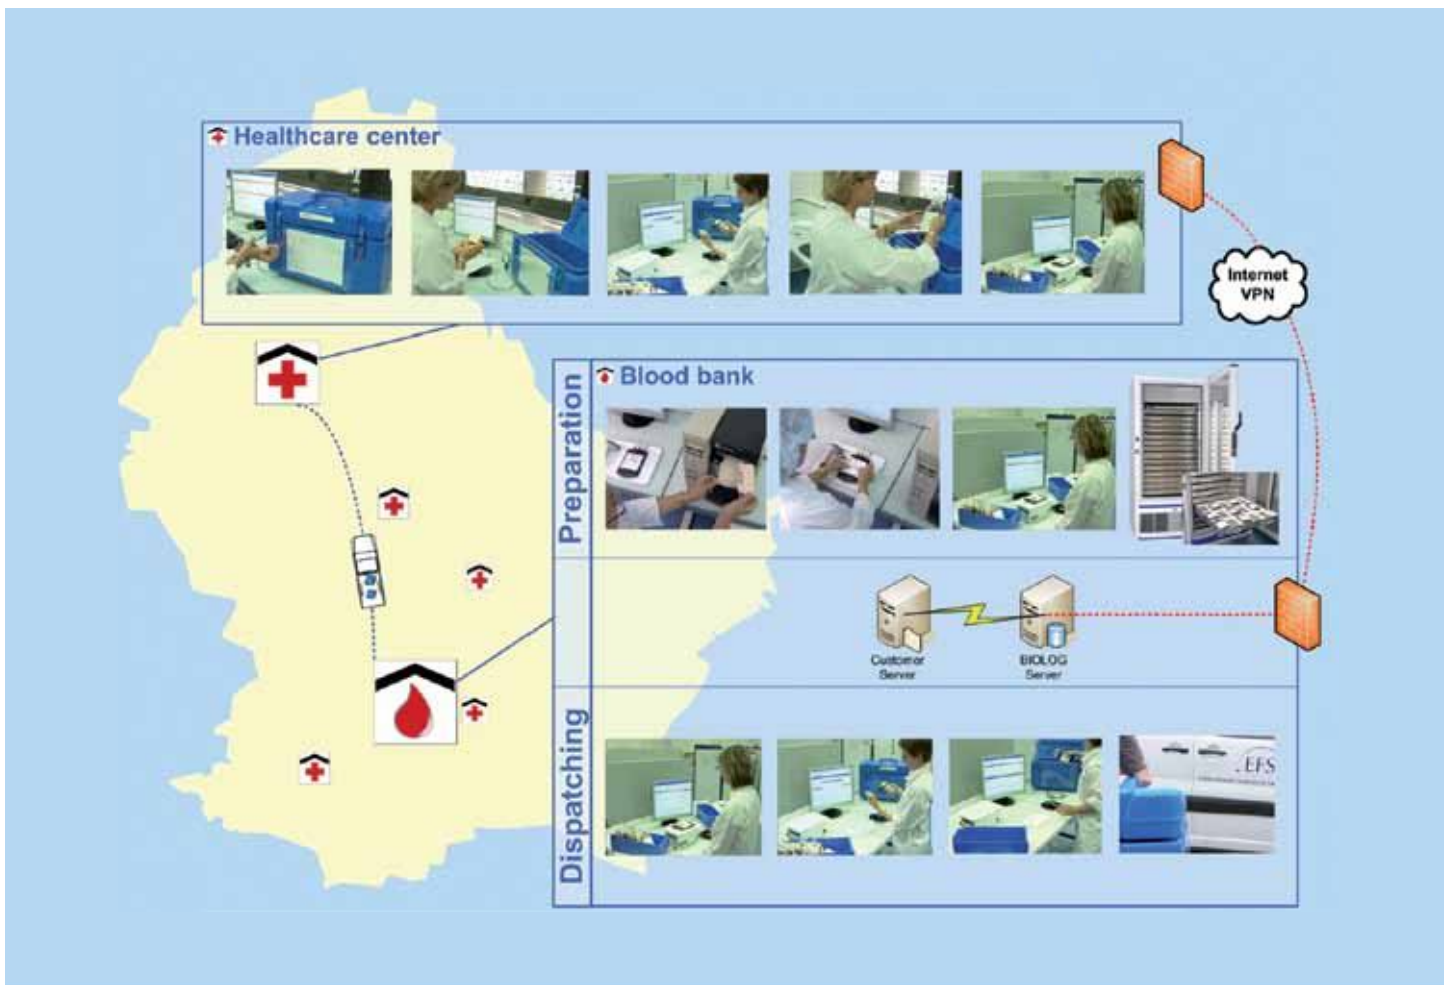 Healthcare center
Internet
VPN
Blood bank
Preparation
Customer
Server
BIOLOG
Server
Dispatching
.EFS